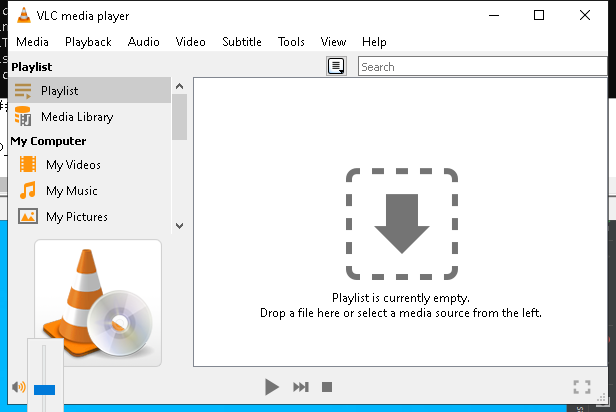 VLC media player
Media Playback Audio Video Subtitle Tools View Help
Playlist
Search
Playlist
Media Library
My Computer
My Videos
My Music
My Pictures
Playlist is currently empty.
Drop a file here or select a media source from the left.